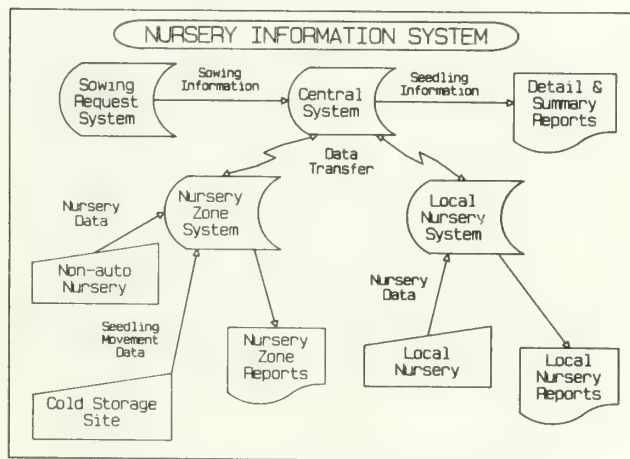 NURSERY INFORMATION SYSTEM
Sowing
Request
System
Sowing
Information
Central
System
Seedling
Information
Detail &
Summary
Reports
Data
Transfer
Nursery
Data
Nursery
Zone
System
Local
Nursery
System
Non-auto
Nursery
Nursery
Data
Seedling
Movement
Data
Nursery
Zone
Reports
Local
Nursery
Local
Nursery
Reports
Cold Storage
Site